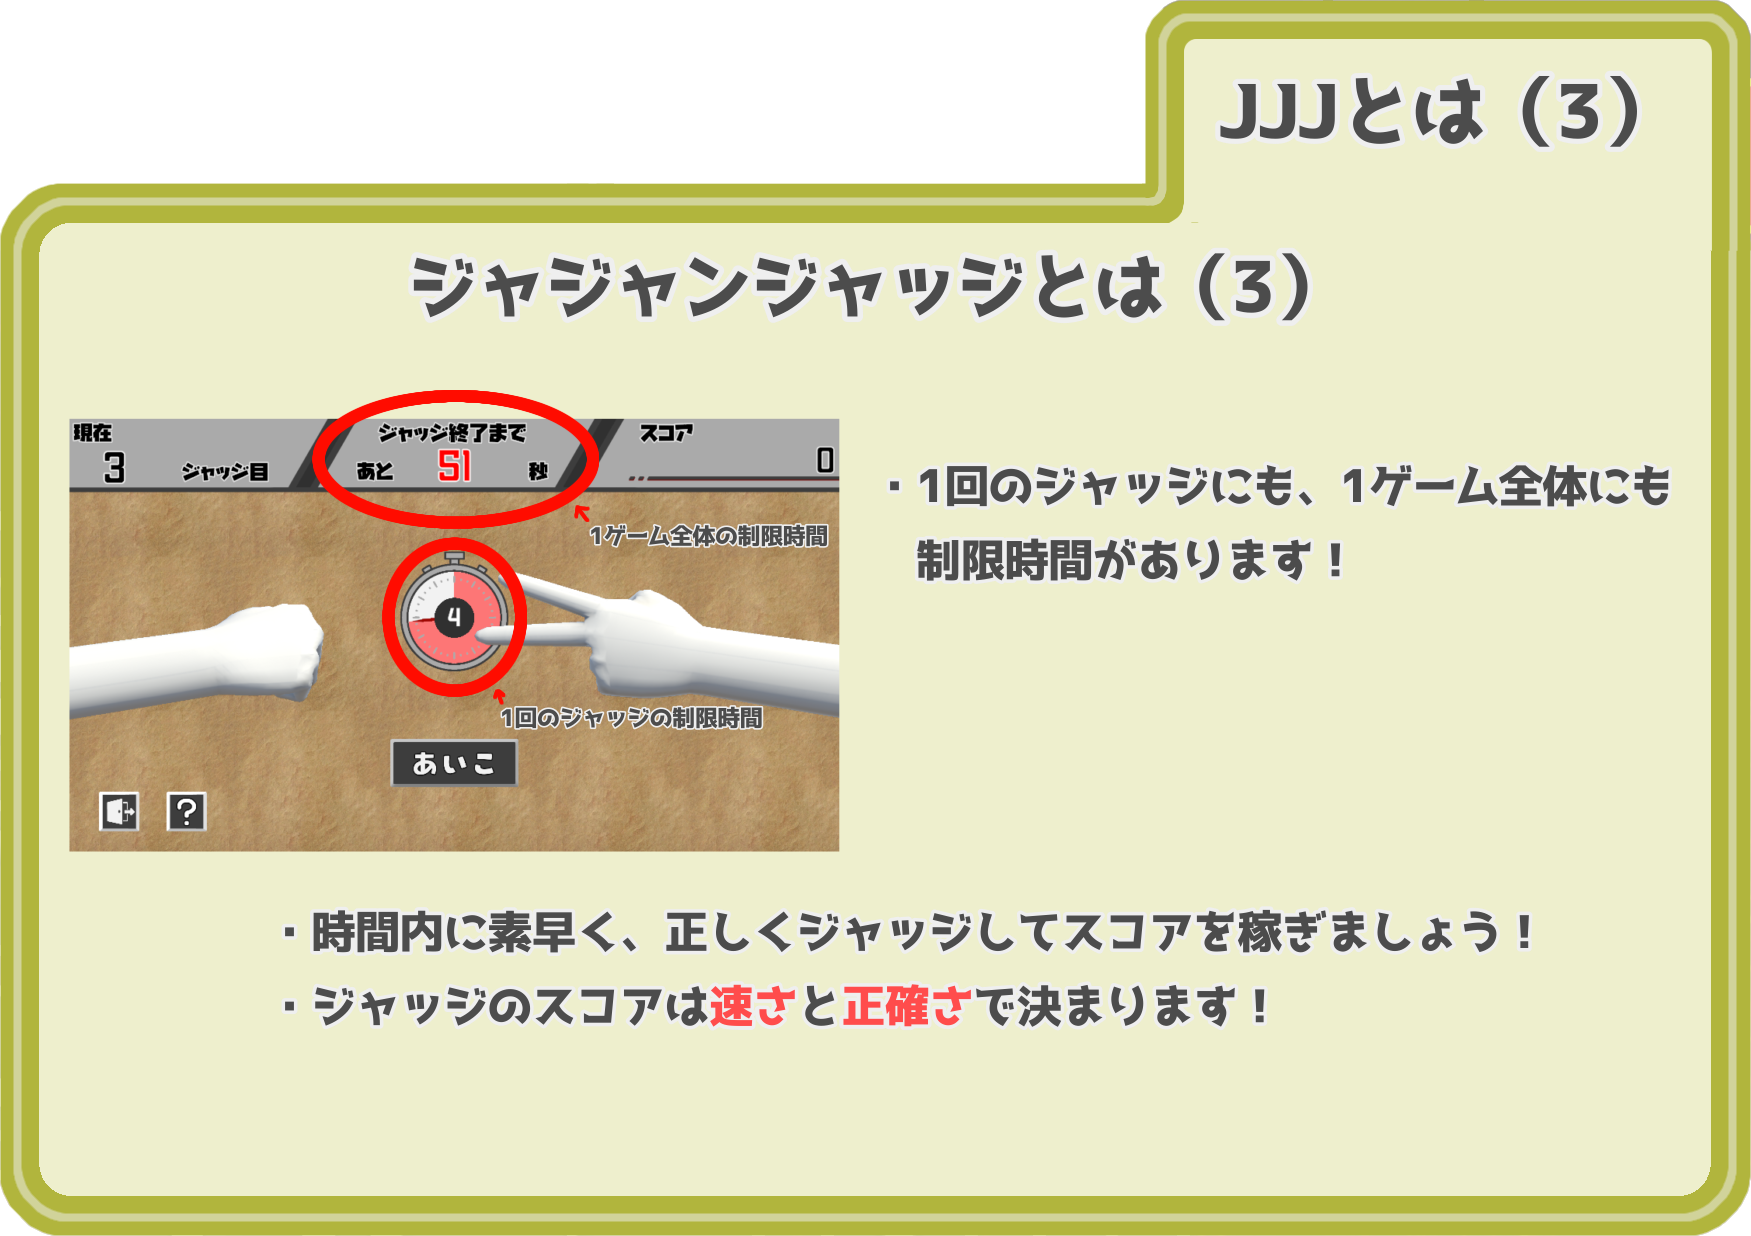 JJJとは（3）
ジャジャンジャッジとは（3）
現在
3 ジャッジ目
ジャッジ終了まで
あと 51 秒
スコア
0
1ゲーム全体の制限時間
4
1回のジャッジの制限時間
あいこ
?
・1回のジャッジにも、1ゲーム全体にも
制限時間があります！
・時間内に素早く、正しくジャッジしてスコアを稼ぎましょう！
・ジャッジのスコアは速さと正確さで決まります！